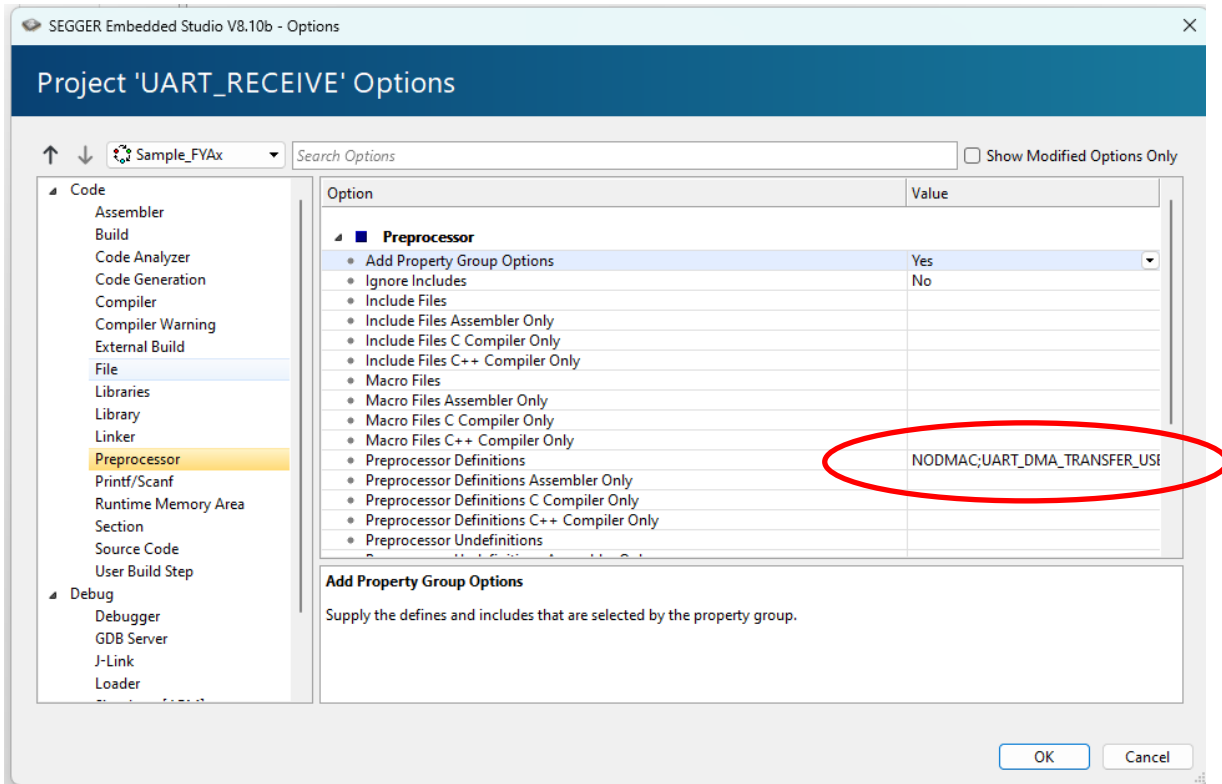 SEGGER Embedded Studio V8.10b - Options
Project 'UART_RECEIVE' Options
Sample_FYAx
Search Options
Show Modified Options Only
Code
Assembler
Build
Code Analyzer
Code Generation
Compiler
Compiler Warning
External Build
File
Libraries
Library
Linker
Preprocessor
Printf/Scanf
Runtime Memory Area
Section
Source Code
User Build Step
Debug
Debugger
GDB Server
J-Link
Loader
Option Value
Preprocessor
Add Property Group Options Yes
Ignore Includes No
Include Files
Include Files Assembler Only
Include Files C Compiler Only
Include Files C++ Compiler Only
Macro Files
Macro Files Assembler Only
Macro Files C Compiler Only
Macro Files C++ Compiler Only
Preprocessor Definitions NODMAC;UART_DMA_TRANSFER_USE
Preprocessor Definitions Assembler Only
Preprocessor Definitions C Compiler Only
Preprocessor Definitions C++ Compiler Only
Preprocessor Undefinitions
Add Property Group Options
Supply the defines and includes that are selected by the property group.
OK
Cancel